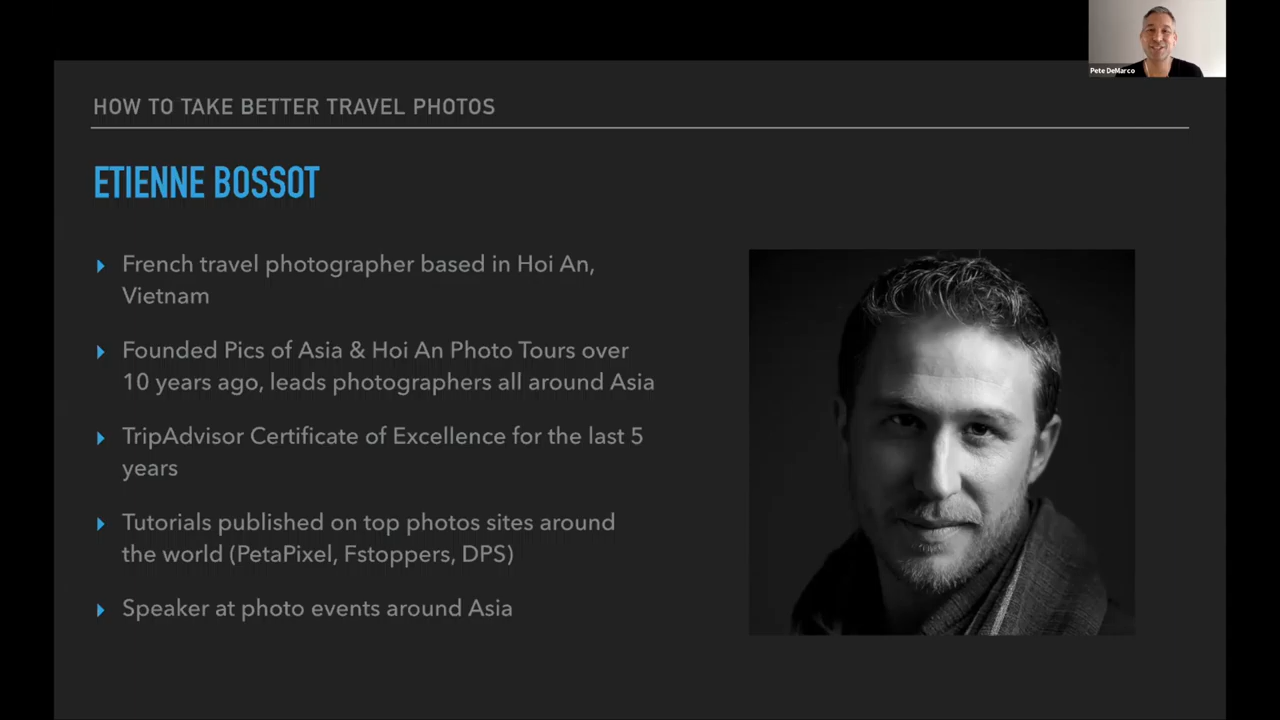 Pete DeMarco
HOW TO TAKE BETTER TRAVEL PHOTOS
ETIENNE BOSSOT
French travel photographer based in Hoi An,
Vietnam
Founded Pics of Asia & Hoi An Photo Tours over
10 years ago, leads photographers all around Asia
TripAdvisor Certificate of Excellence for the last 5
years
Tutorials published on top photos sites around
the world (PetaPixel, Fstoppers, DPS)
Speaker at photo events around Asia